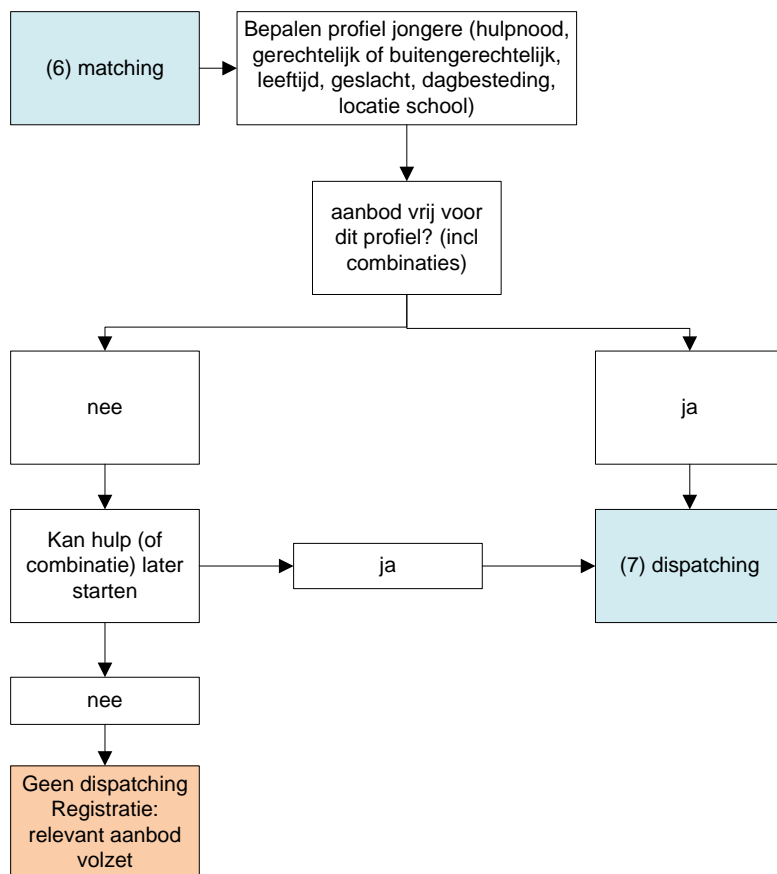 (6) matching
Bepalen profiel jongere (hulpnood,
gerechtelijk of buitengerechtelijk,
leeftijd, geslacht, dagbesteding,
locatie school)
aanbod vrij voor
dit profiel? (incl
combinaties)
nee
ja
Kan hulp (of
combinatie) later
starten
ja
(7) dispatching
nee
Geen dispatching
Registratie:
relevant aanbod
volzet